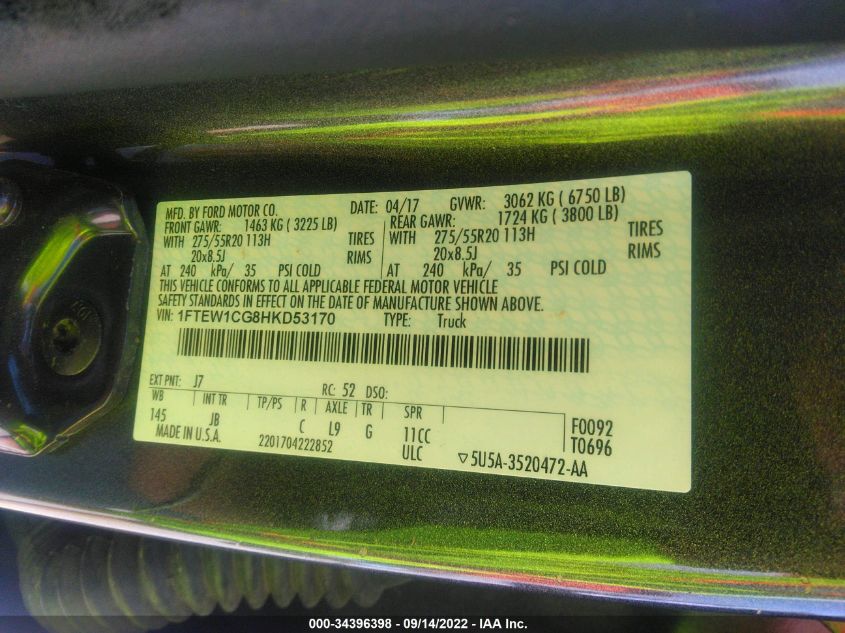 MFD. BY FORD MOTOR CO. DATE: 04/17 GVWR: 3062 KG ( 6750 LB)
FRONT GAWR: 1463 KG ( 3225 LB) REAR GAWR: 1724 KG ( 3800 LB)
WITH 275/55R20 113H TIRES WITH 275/55R20 113H TIRES
20x8.5J RIMS 20x8.5J RIMS
AT 240 kPa/ 35 PSI COLD AT 240 kPa/ 35 PSI COLD
THIS VEHICLE CONFORMS TO ALL APPLICABLE FEDERAL MOTOR VEHICLE
SAFETY STANDARDS IN EFFECT ON THE DATE OF MANUFACTURE SHOWN ABOVE.
VIN: 1FTEW1CG8HKD53170 TYPE: Truck
EXT PNT: J7 RC: 52 DSO:
WB INT TR TP/PS R AXLE TR SPR
145 JB C L9 G 11CC F0092
MADE IN U.S.A. 2201704222852 ULC T0696
▽5U5A-3520472-AA
000-34396398 - 09/14/2022 - IAA Inc.